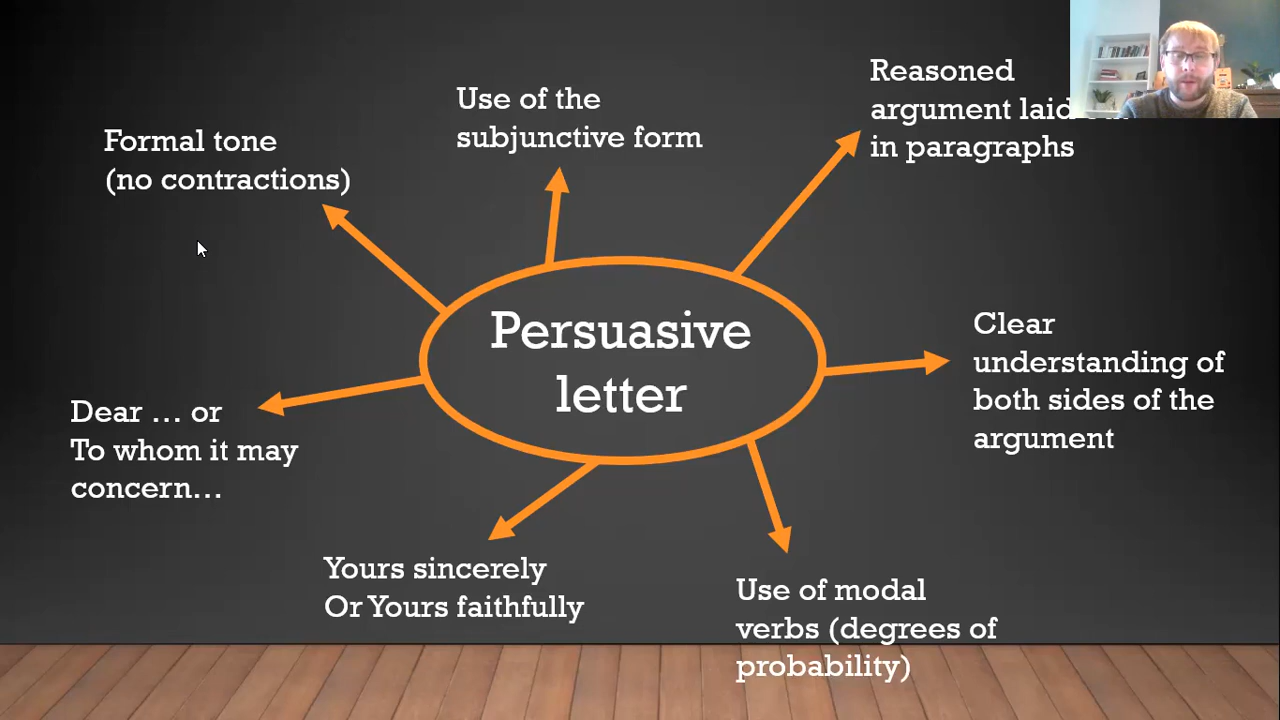 Persuasive
letter
Formal tone
(no contractions)
Use of the
subjunctive form
Reasoned
argument laid
in paragraphs
Clear
understanding of
both sides of the
argument
Use of modal
verbs (degrees of
probability)
Yours sincerely
Or Yours faithfully
Dear … or
To whom it may
concern…